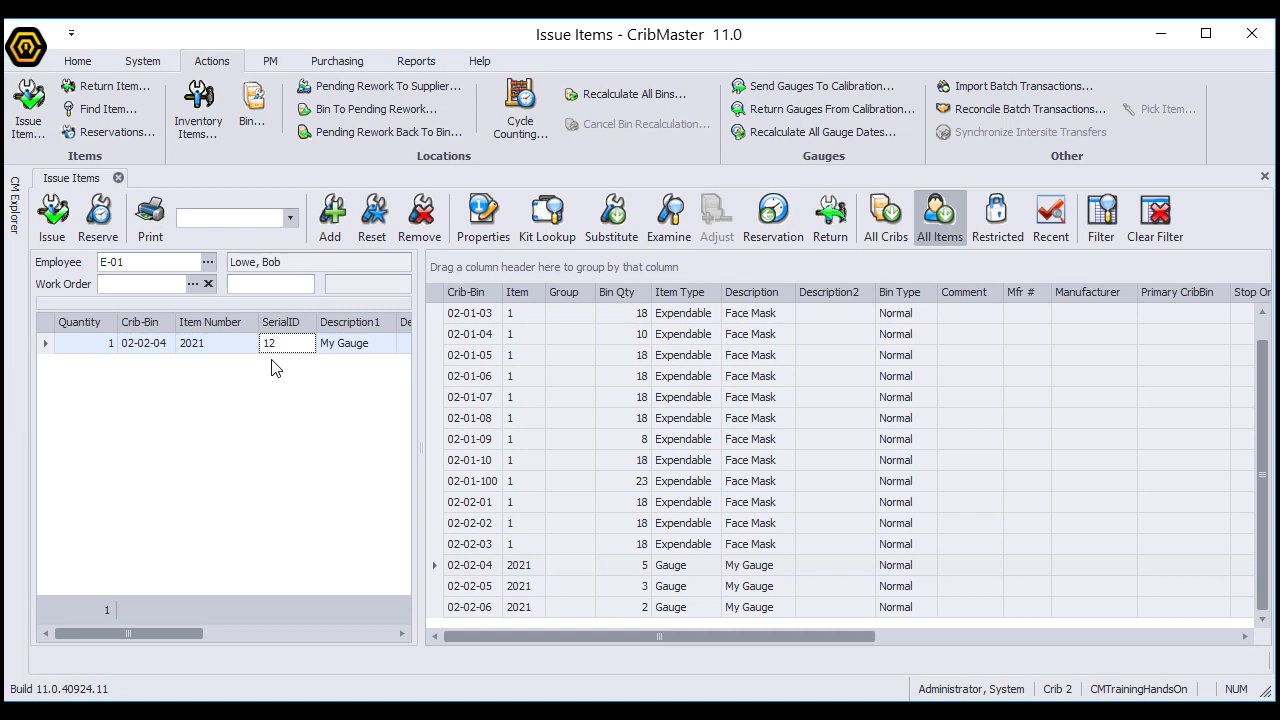 Issue Items - CribMaster 11.0
Home System Actions PM Purchasing Reports Help
Issue Item...
Return Item...
Find Item...
Reservations...
Items
Inventory Items...
Bin...
Pending Rework To Supplier...
Bin To Pending Rework...
Pending Rework Back To Bin...
Cycle Counting...
Recalculate All Bins...
Cancel Bin Recalculation...
Locations
Send Gauges To Calibration...
Return Gauges From Calibration...
Recalculate All Gauge Dates...
Gauges
Import Batch Transactions...
Reconcile Batch Transactions...
Synchronize Intersite Transfers
Pick Item...
Other
CM Explorer
Issue Items
Issue Reserve Print Add Reset Remove Properties Kit Lookup Substitute Examine Adjust Reservation Return All Cribs All Items Restricted Recent Filter Clear Filter
Employee E-01 ... Lowe, Bob
Work Order ...
Quantity Crib-Bin Item Number SerialID Description1 De
1 02-02-04 2021 12 My Gauge
1
Drag a column header here to group by that column
Crib-Bin Item Group Bin Qty Item Type Description Description2 Bin Type Comment Mfr # Manufacturer Primary CribBin Stop Or
02-01-03 1 18 Expendable Face Mask Normal
02-01-04 1 10 Expendable Face Mask Normal
02-01-05 1 18 Expendable Face Mask Normal
02-01-06 1 18 Expendable Face Mask Normal
02-01-07 1 18 Expendable Face Mask Normal
02-01-08 1 18 Expendable Face Mask Normal
02-01-09 1 8 Expendable Face Mask Normal
02-01-10 1 18 Expendable Face Mask Normal
02-01-100 1 23 Expendable Face Mask Normal
02-02-01 1 18 Expendable Face Mask Normal
02-02-02 1 18 Expendable Face Mask Normal
02-02-03 1 18 Expendable Face Mask Normal
02-02-04 2021 5 Gauge My Gauge Normal
02-02-05 2021 3 Gauge My Gauge Normal
02-02-06 2021 2 Gauge My Gauge Normal
Build 11.0.40924.11 Administrator, System Crib 2 CMTrainingHandsOn NUM